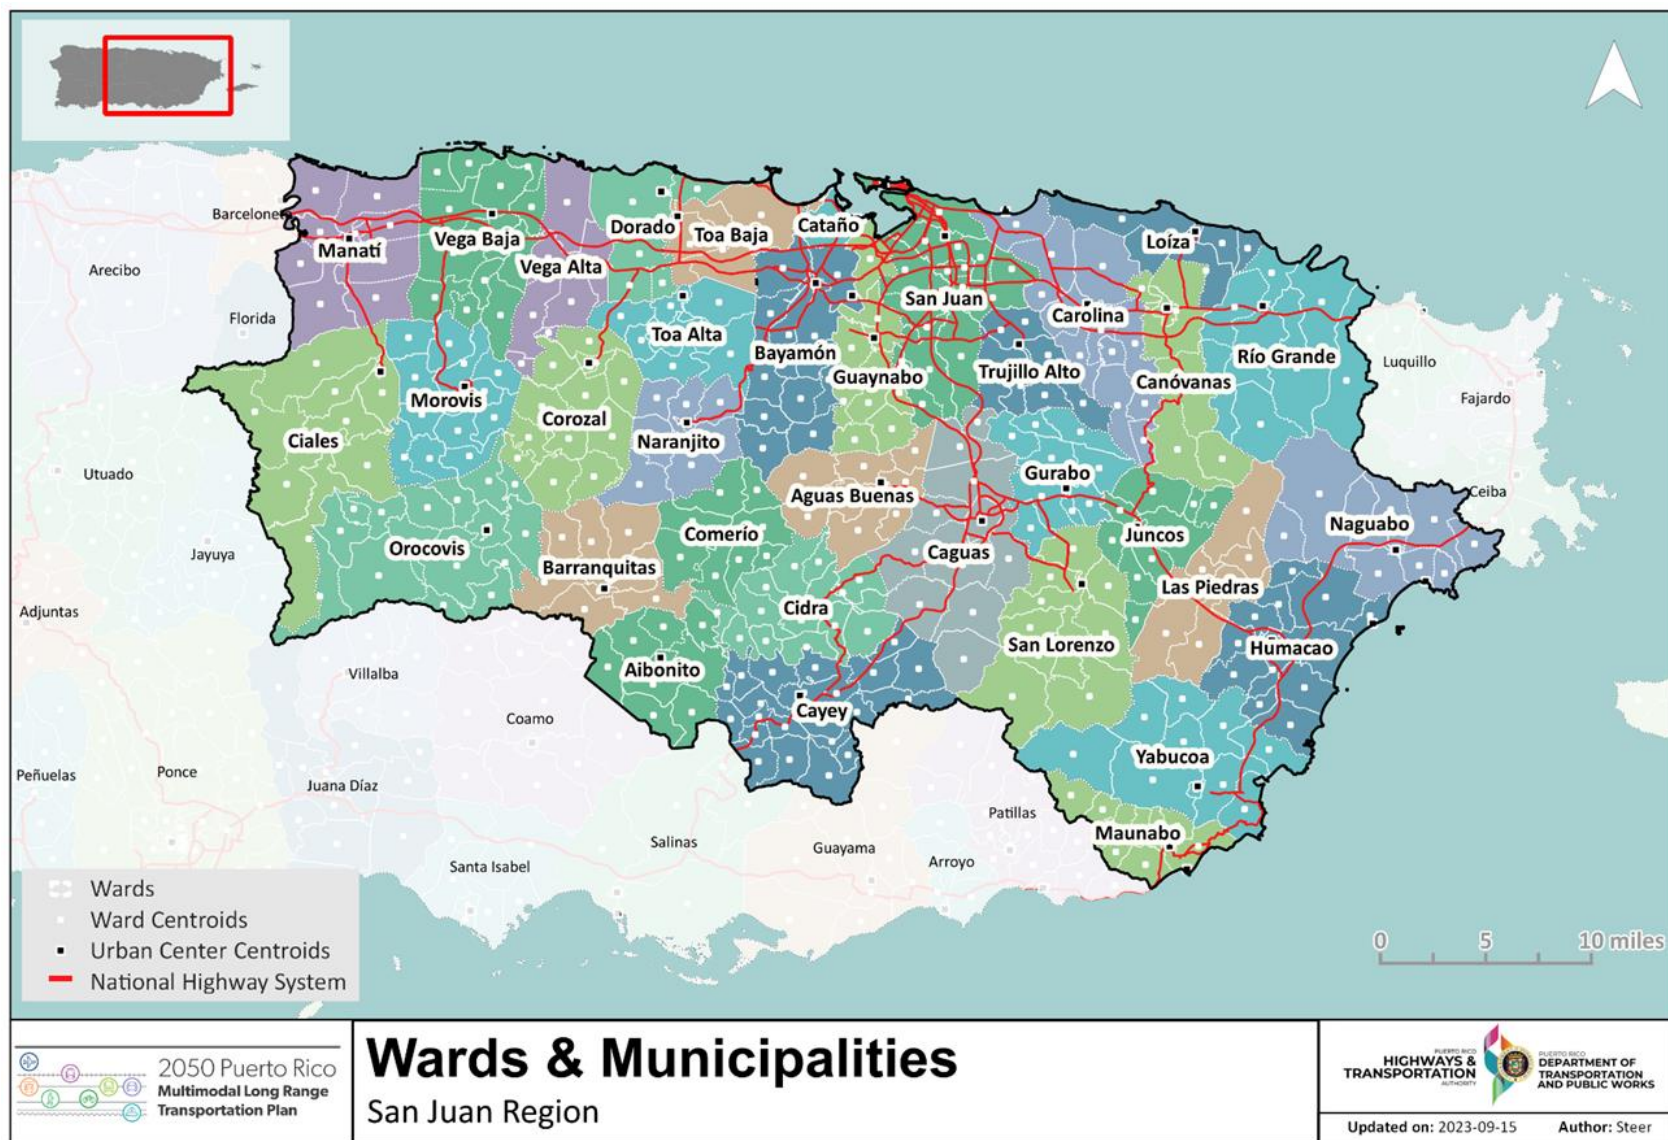 Barceloneta
Arecibo
Florida
Manatí
Vega Baja
Vega Alta
Dorado
Toa Baja
Cataño
Loíza
San Juan
Carolina
Toa Alta
Bayamón
Guaynabo
Trujillo Alto
Canóvanas
Río Grande
Luquillo
Fajardo
Morovis
Corozal
Naranjito
Ciales
Utuado
Gurabo
Aguas Buenas
Ceiba
Naguabo
Jayuya
Orocovis
Comerío
Juncos
Caguas
Barranquitas
Las Piedras
Adjuntas
Cidra
San Lorenzo
Humacao
Villalba
Aibonito
Coamo
Cayey
Yabucoa
Peñuelas
Ponce
Juana Díaz
Patillas
Maunabo
Salinas
Guayama
Arroyo
Santa Isabel
Wards
Ward Centroids
Urban Center Centroids
National Highway System
0 5 10 miles
2050 Puerto Rico
Multimodal Long Range
Transportation Plan
Wards & Municipalities
San Juan Region
PUERTO RICO
HIGHWAYS &
TRANSPORTATION
AUTHORITY
PUERTO RICO
DEPARTMENT OF
TRANSPORTATION
AND PUBLIC WORKS
Updated on: 2023-09-15 Author: Steer